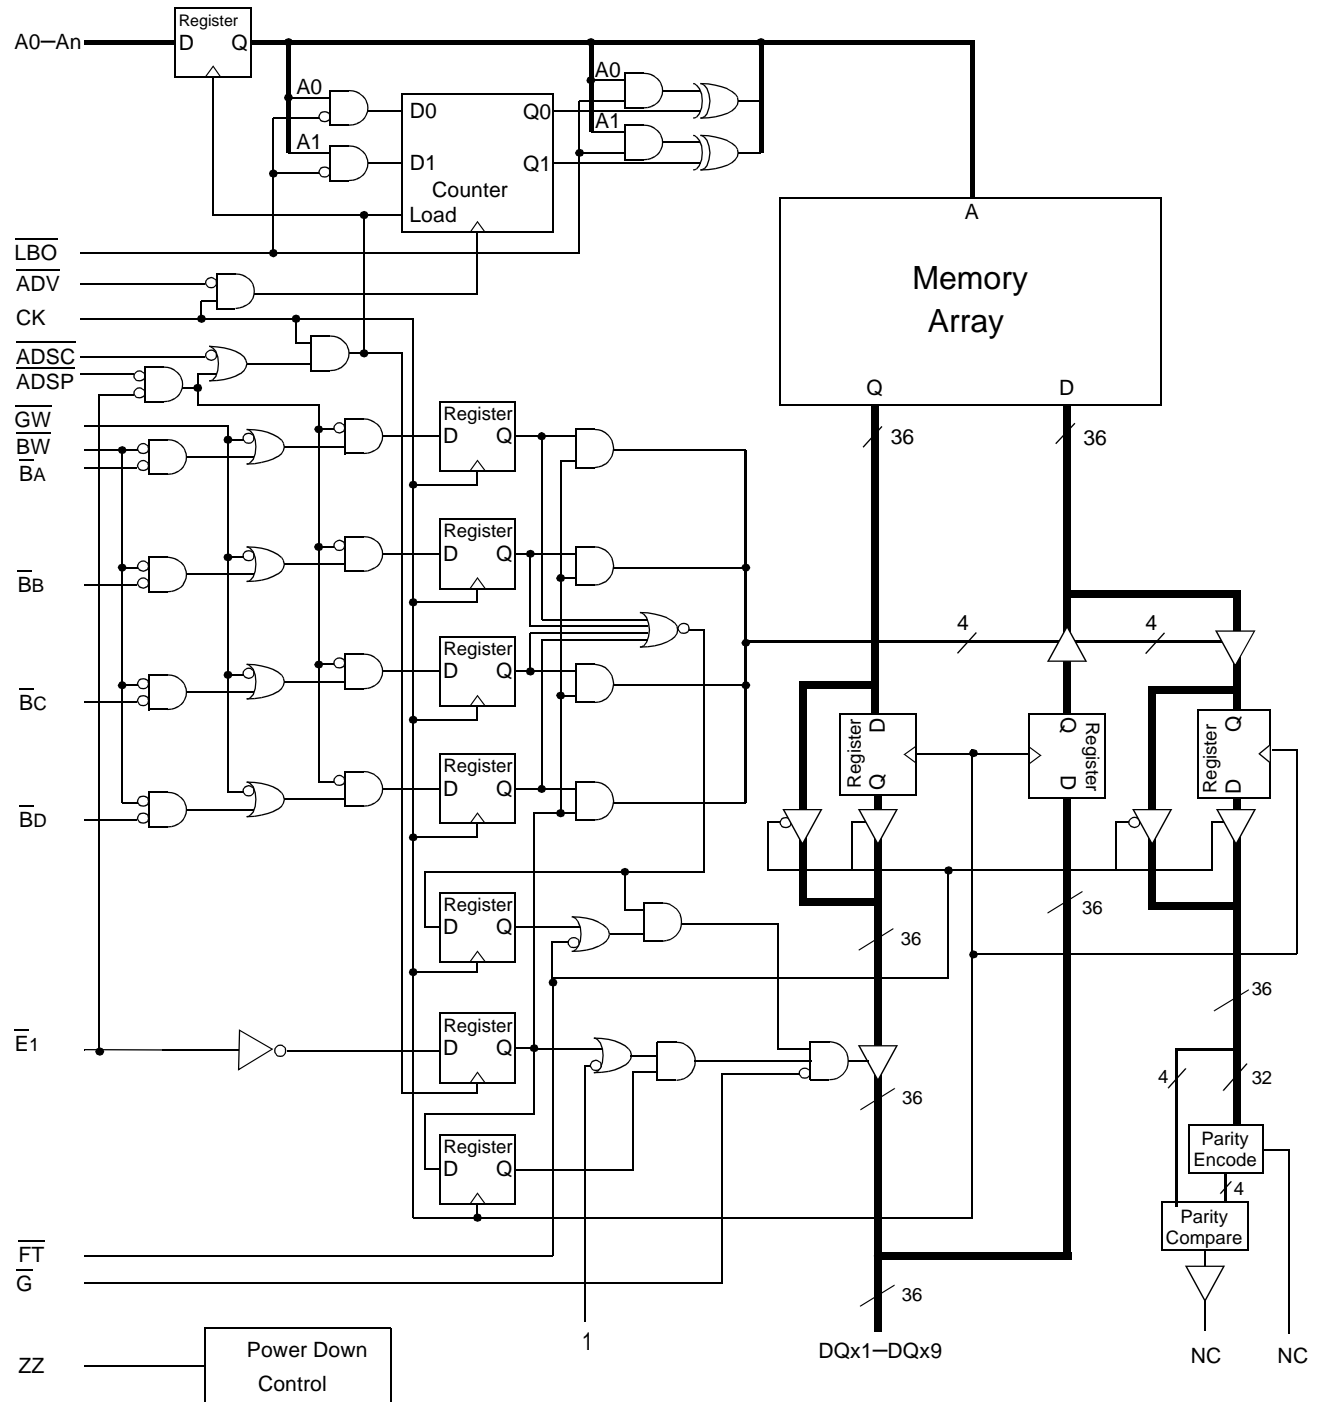 Register
A0–An
D Q
A0
A0
D0
Q0
A1
A1
D1
Q1
Counter
Load
A
LBO
Memory
Array
ADV
CK
ADSC
ADSP
Q
D
GW
Register
BW
D Q
36
36
BA
Register
D Q
BB
4
4
Register
D Q
BC
Register
D
Q
Q
D
Register
Q
D
Register
Register
D Q
BD
Register
D Q
36
36
36
Register
E1
D Q
4
32
36
Register
D Q
Parity
Encode
4
Parity
Compare
FT
G
36
1
DQx1–DQx9
NC
NC
ZZ
Power Down
Control